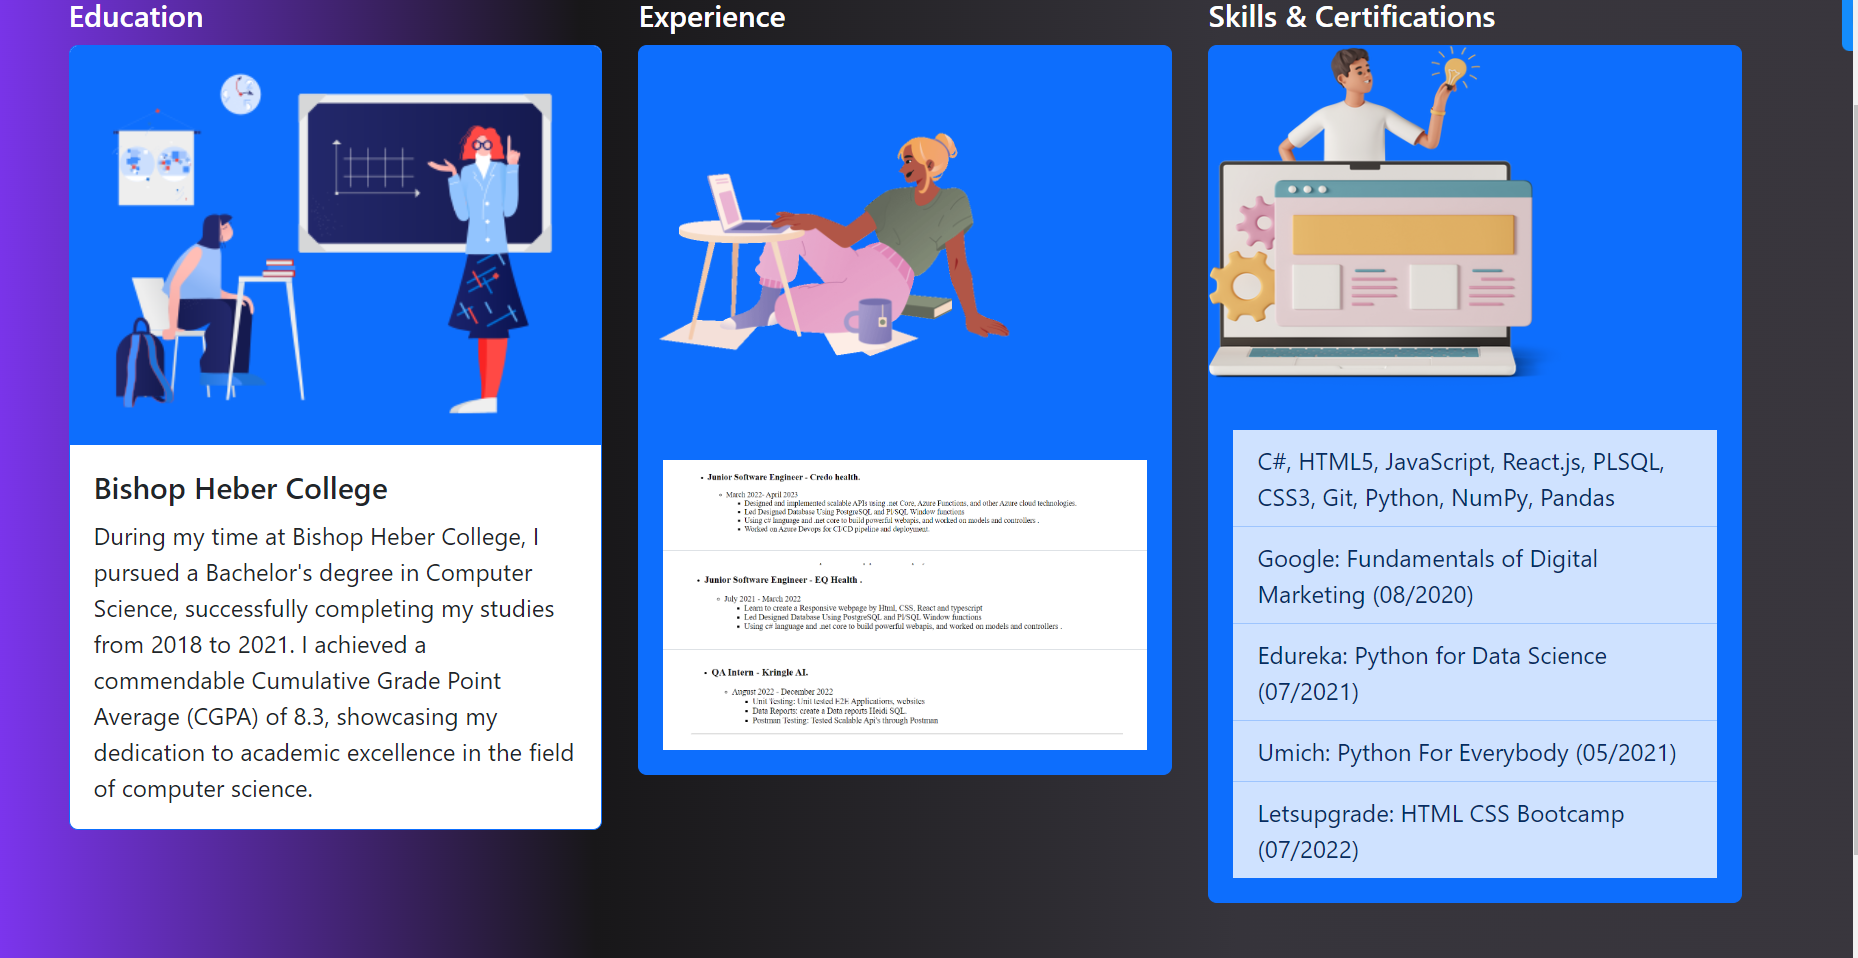 Education
Bishop Heber College
During my time at Bishop Heber College, I
pursued a Bachelor's degree in Computer
Science, successfully completing my studies
from 2018 to 2021. I achieved a
commendable Cumulative Grade Point
Average (CGPA) of 8.3, showcasing my
dedication to academic excellence in the field
of computer science.
Experience
• Junior Software Engineer - Credo health.
◦ March 2022- April 2023
▪ Designed and implemented scalable APIs using .net Core, Azure Functions, and other Azure cloud technologies.
▪ Led Designed Database Using PostgreSQL and Pl/SQL Window functions
▪ Using c# language and .net core to build powerful webapis, and worked on models and controllers .
▪ Worked on Azure Devops for CI/CD pipeline and deployment.
• Junior Software Engineer - EQ Health .
◦ July 2021 - March 2022
▪ Learn to create a Responsive webpage by Html, CSS, React and typescript
▪ Led Designed Database Using PostgreSQL and Pl/SQL Window functions
▪ Using c# language and .net core to build powerful webapis, and worked on models and controllers .
• QA Intern - Kringle AI.
◦ August 2022 - December 2022
▪ Unit Testing: Unit tested E2E Applications, websites
▪ Data Reports: create a Data reports Heidi SQL.
▪ Postman Testing: Tested Scalable Api's through Postman
Skills & Certifications
C#, HTML5, JavaScript, React.js, PLSQL,
CSS3, Git, Python, NumPy, Pandas
Google: Fundamentals of Digital
Marketing (08/2020)
Edureka: Python for Data Science
(07/2021)
Umich: Python For Everybody (05/2021)
Letsupgrade: HTML CSS Bootcamp
(07/2022)